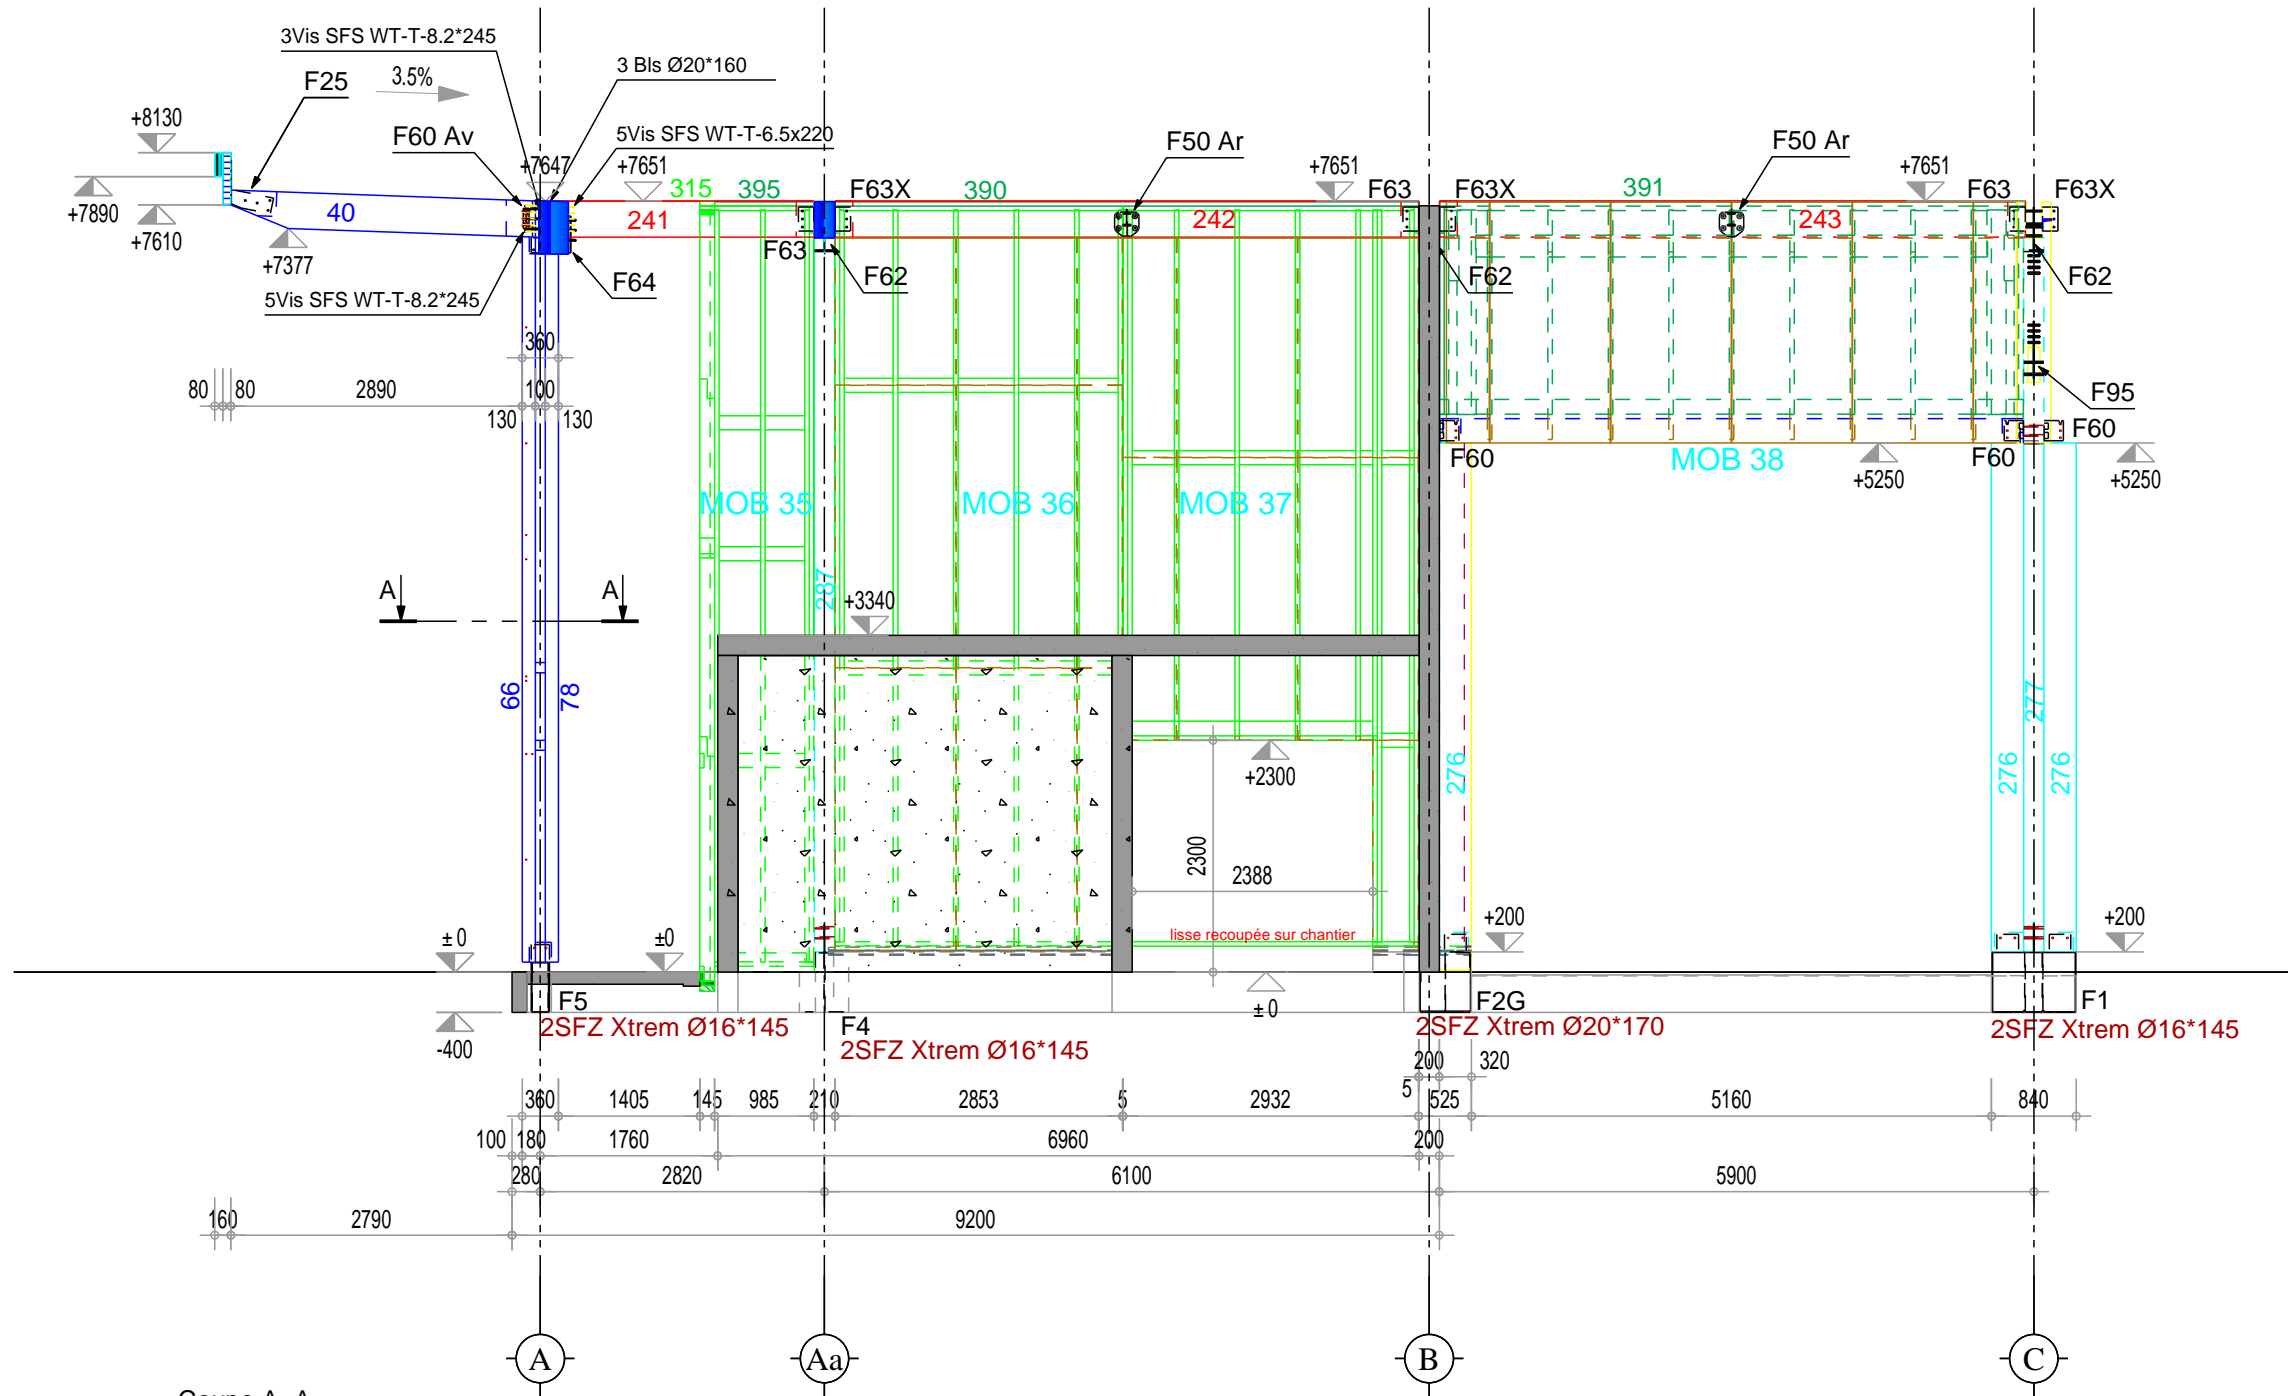 3Vis SFS WT-T-8.2*245
3 Bls Ø20*160
F25
3.5%
+8130
F60 Av
5Vis SFS WT-T-6.5x220
F50 Ar
F50 Ar
+7647
+7651
+7651
+7651
315
395
F63X
390
F63
F63X
391
F63
F63X
+7890
+7610
40
241
242
243
+7377
F63
F62
F62
F62
5Vis SFS WT-T-8.2*245
F64
360
80
80
2890
100
130
130
F95
F60
F60
F60
MOB 38
+5250
+5250
MOB 35
MOB 36
MOB 37
A
A
287
+3340
66
78
277
276
276
276
+2300
2300
2388
lisse recoupée sur chantier
+200
+200
± 0
±0
± 0
F5
F4
F2G
F1
2SFZ Xtrem Ø16*145
2SFZ Xtrem Ø16*145
2SFZ Xtrem Ø20*170
2SFZ Xtrem Ø16*145
-400
200
320
5
360
1405
145
985
210
2853
5
2932
525
5160
840
100
180
1760
6960
200
280
2820
6100
5900
160
2790
9200
A
Aa
B
C
Coupe A-A